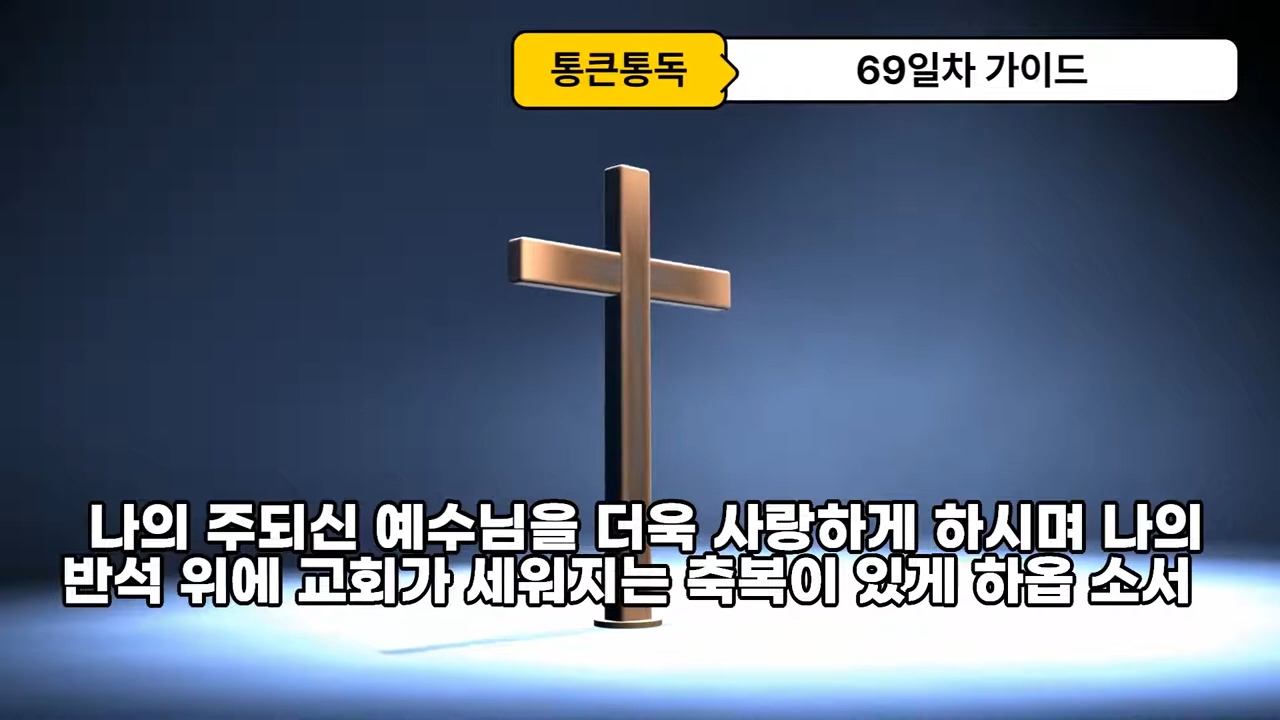 통큰통독
69일차 가이드
나의 주되신 예수님을 더욱 사랑하게 하시며 나의
반석 위에 교회가 세워지는 축복이 있게 하옵 소서